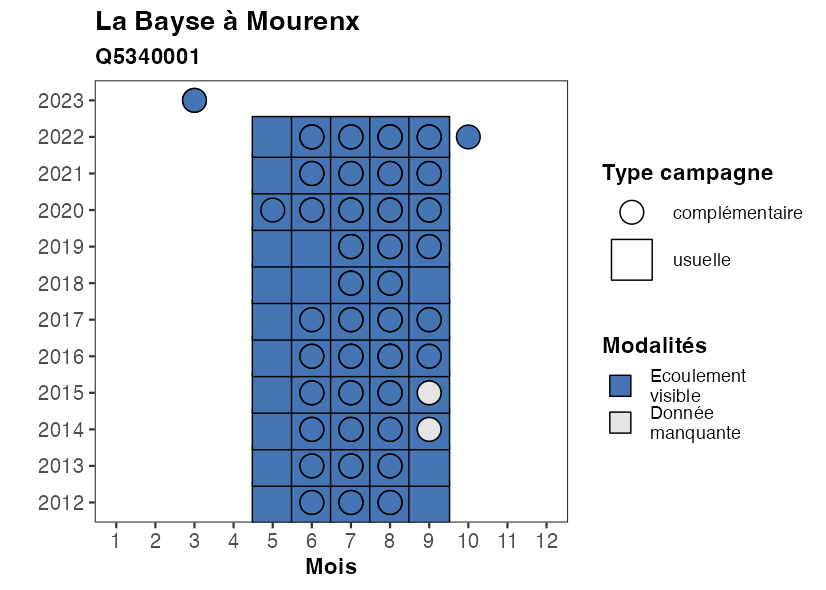 La Bayse à Mourenx
Q5340001
2023
2022
2021
2020
2019
2018
2017
2016
2015
2014
2013
2012
1 2 3 4 5 6 7 8 9 10 11 12
Mois
Type campagne
complémentaire
usuelle
Modalités
Ecoulement
visible
Donnée
manquante